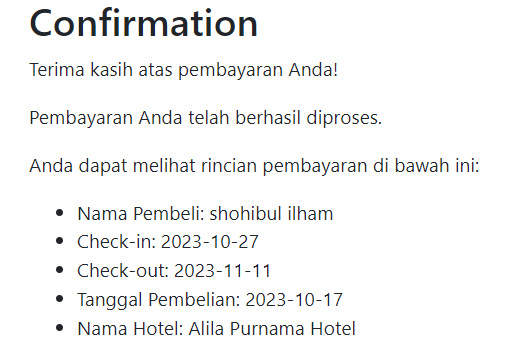 Confirmation
Terima kasih atas pembayaran Anda!
Pembayaran Anda telah berhasil diproses.
Anda dapat melihat rincian pembayaran di bawah ini:
• Nama Pembeli: shohibul ilham
• Check-in: 2023-10-27
• Check-out: 2023-11-11
• Tanggal Pembelian: 2023-10-17
• Nama Hotel: Alila Purnama Hotel